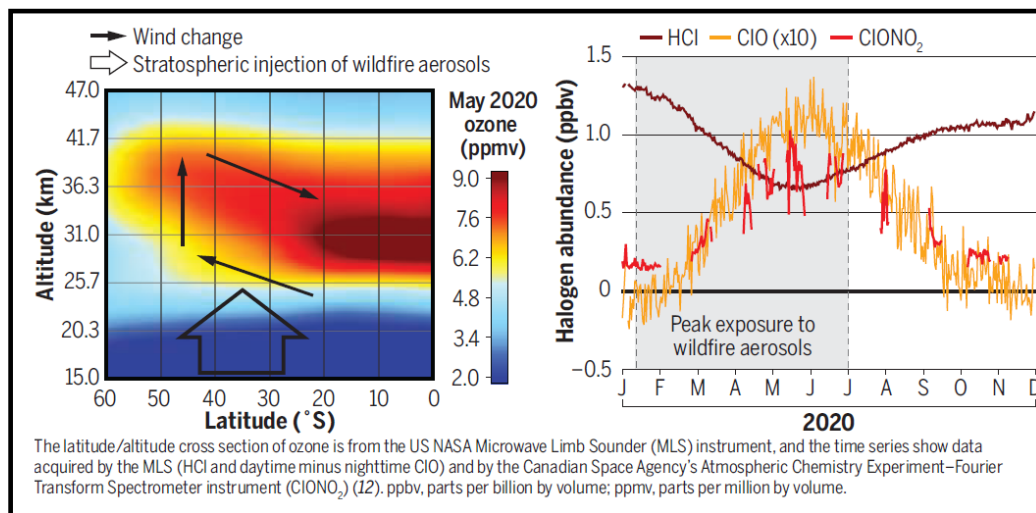 Wind change
Stratospheric injection of wildfire aerosols
47.0
41.7
36.3
31.0
25.7
20.3
15.0
Altitude (km)
60 50 40 30 20 10 0
Latitude (˚S)
May 2020
ozone
(ppmv)
9.0
7.6
6.2
4.8
3.4
2.0
HCl ClO (x10) ClONO₂
1.5
1.0
0.5
0
−0.5
Halogen abundance (ppbv)
Peak exposure to
wildfire aerosols
J F M A M J J A S O N D
2020
The latitude/altitude cross section of ozone is from the US NASA Microwave Limb Sounder (MLS) instrument, and the time series show data
acquired by the MLS (HCl and daytime minus nighttime ClO) and by the Canadian Space Agency’s Atmospheric Chemistry Experiment–Fourier
Transform Spectrometer instrument (ClONO₂) (12). ppbv, parts per billion by volume; ppmv, parts per million by volume.